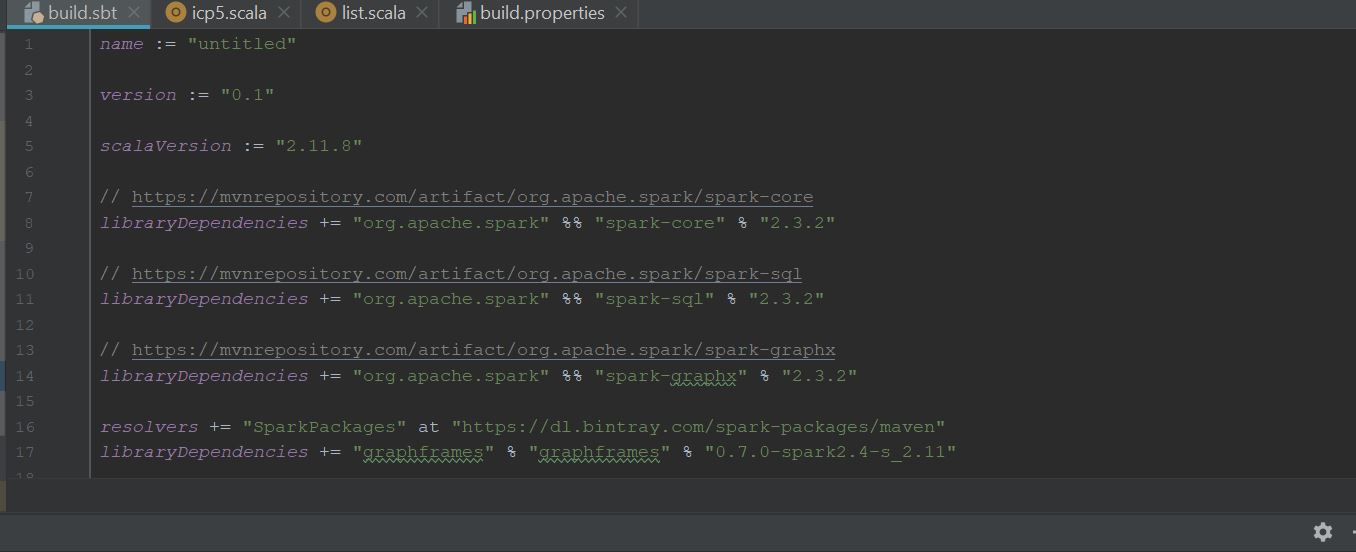 build.sbt icp5.scala list.scala build.properties
1 name := "untitled"
2
3 version := "0.1"
4
5 scalaVersion := "2.11.8"
6
7 // https://mvnrepository.com/artifact/org.apache.spark/spark-core
8 libraryDependencies += "org.apache.spark" %% "spark-core" % "2.3.2"
9
10 // https://mvnrepository.com/artifact/org.apache.spark/spark-sql
11 libraryDependencies += "org.apache.spark" %% "spark-sql" % "2.3.2"
12
13 // https://mvnrepository.com/artifact/org.apache.spark/spark-graphx
14 libraryDependencies += "org.apache.spark" %% "spark-graphx" % "2.3.2"
15
16 resolvers += "SparkPackages" at "https://dl.bintray.com/spark-packages/maven"
17 libraryDependencies += "graphframes" % "graphframes" % "0.7.0-spark2.4-s_2.11"
18